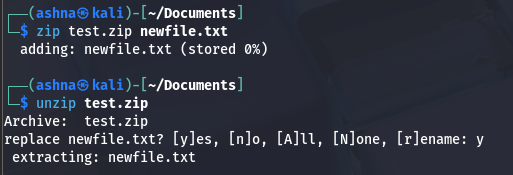 ┌──(ashna㉿kali)-[~/Documents]
└─$ zip test.zip newfile.txt
  adding: newfile.txt (stored 0%)

┌──(ashna㉿kali)-[~/Documents]
└─$ unzip test.zip
Archive:  test.zip
replace newfile.txt? [y]es, [n]o, [A]ll, [N]one, [r]ename: y
 extracting: newfile.txt